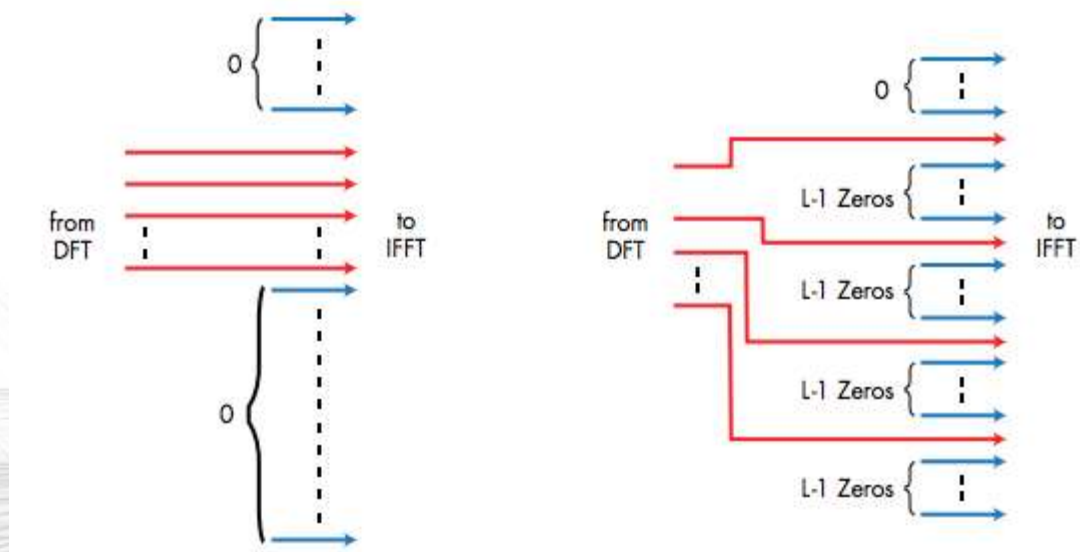 0
from
DFT
to
IFFT
0
0
L-1 Zeros
from
DFT
to
IFFT
L-1 Zeros
L-1 Zeros
L-1 Zeros